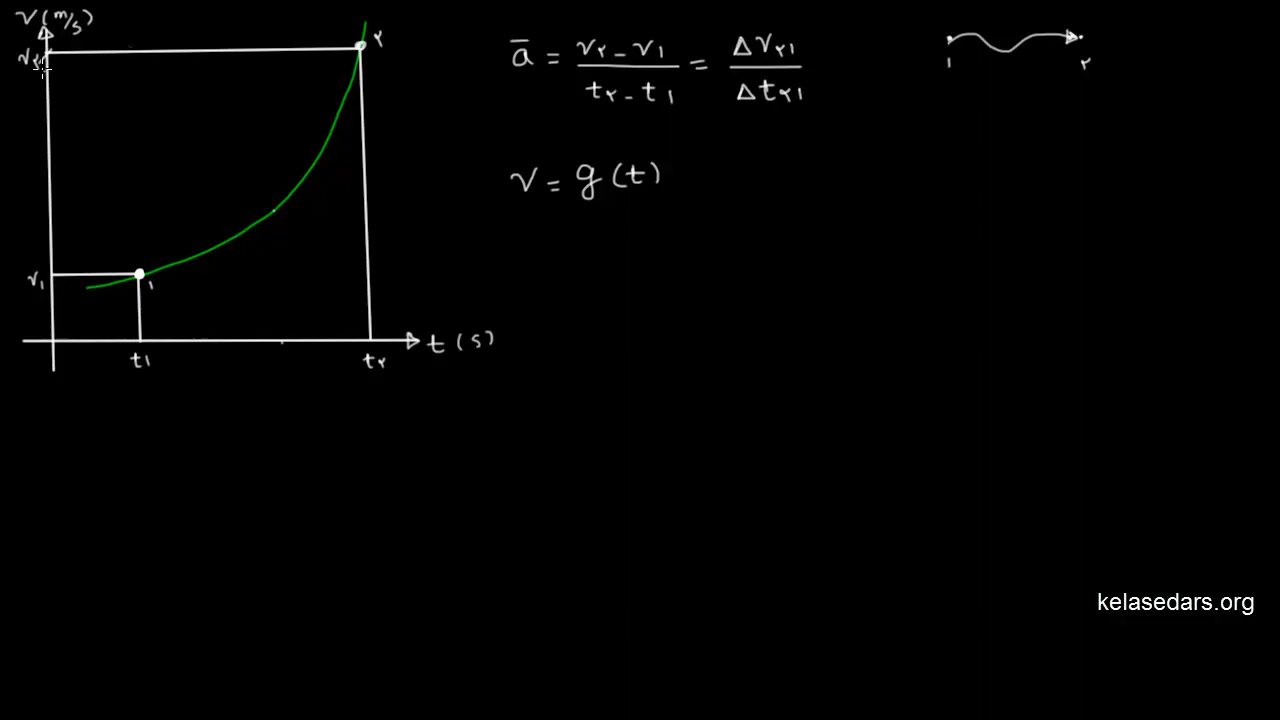 v(m/s)
v۲
ā = v۲ - v۱ / t۲ - t۱ = Δv۲۱ / Δt۲۱
۱ ۲
v = g(t)
۲
v۱
۱
t(s)
t۱ t۲
kelasedars.org